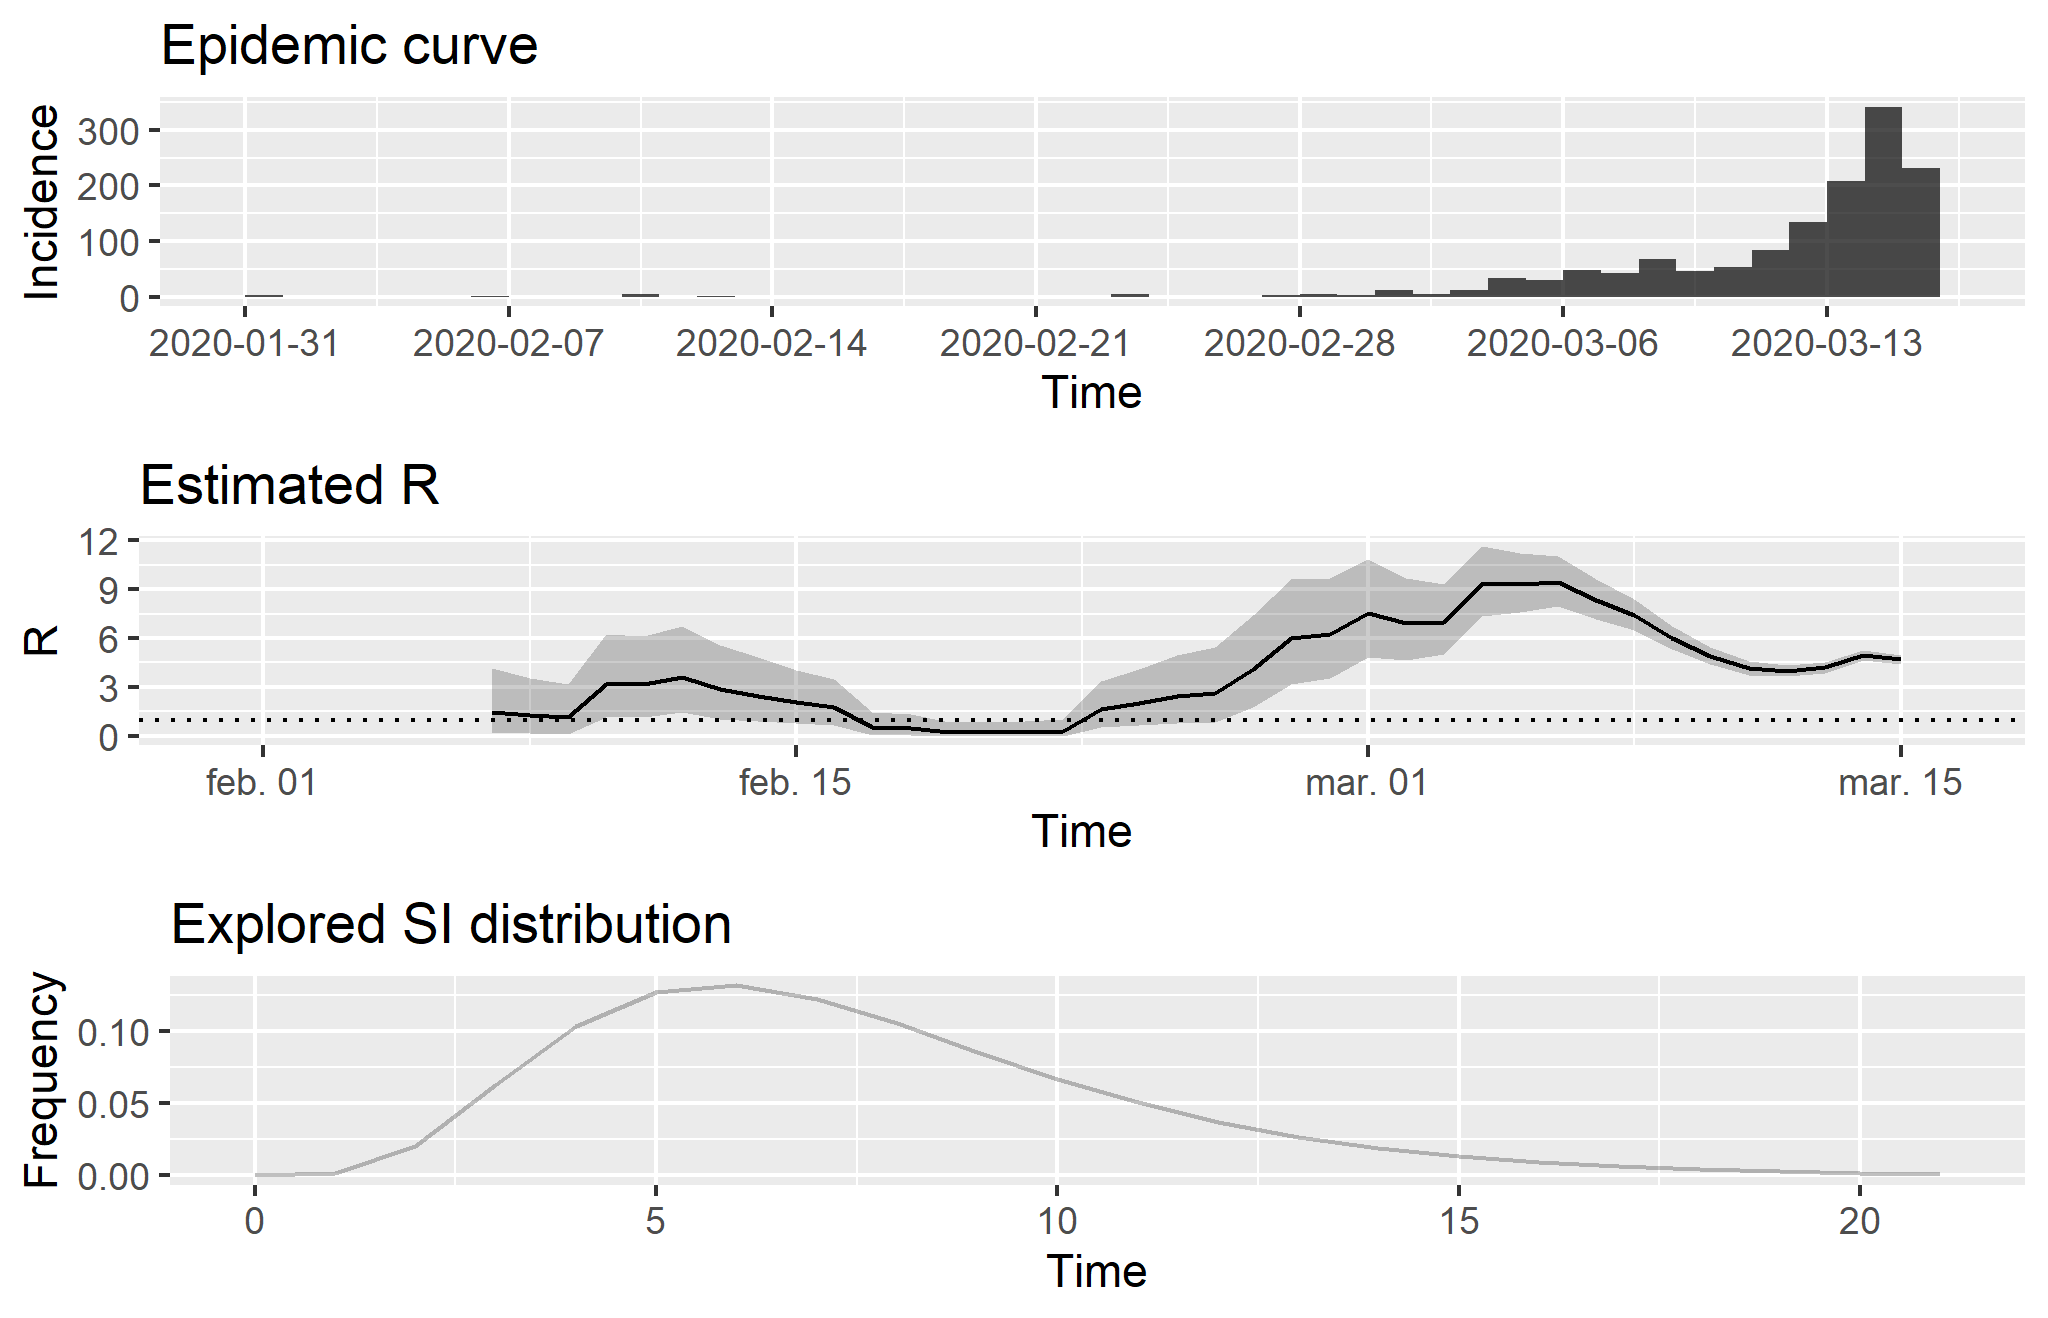 Epidemic curve
Incidence
300
200
100
0
2020-01-31 2020-02-07 2020-02-14 2020-02-21 2020-02-28 2020-03-06 2020-03-13
Time
Estimated R
R
12
9
6
3
0
feb. 01 feb. 15 mar. 01 mar. 15
Time
Explored SI distribution
Frequency
0.10
0.05
0.00
0 5 10 15 20
Time